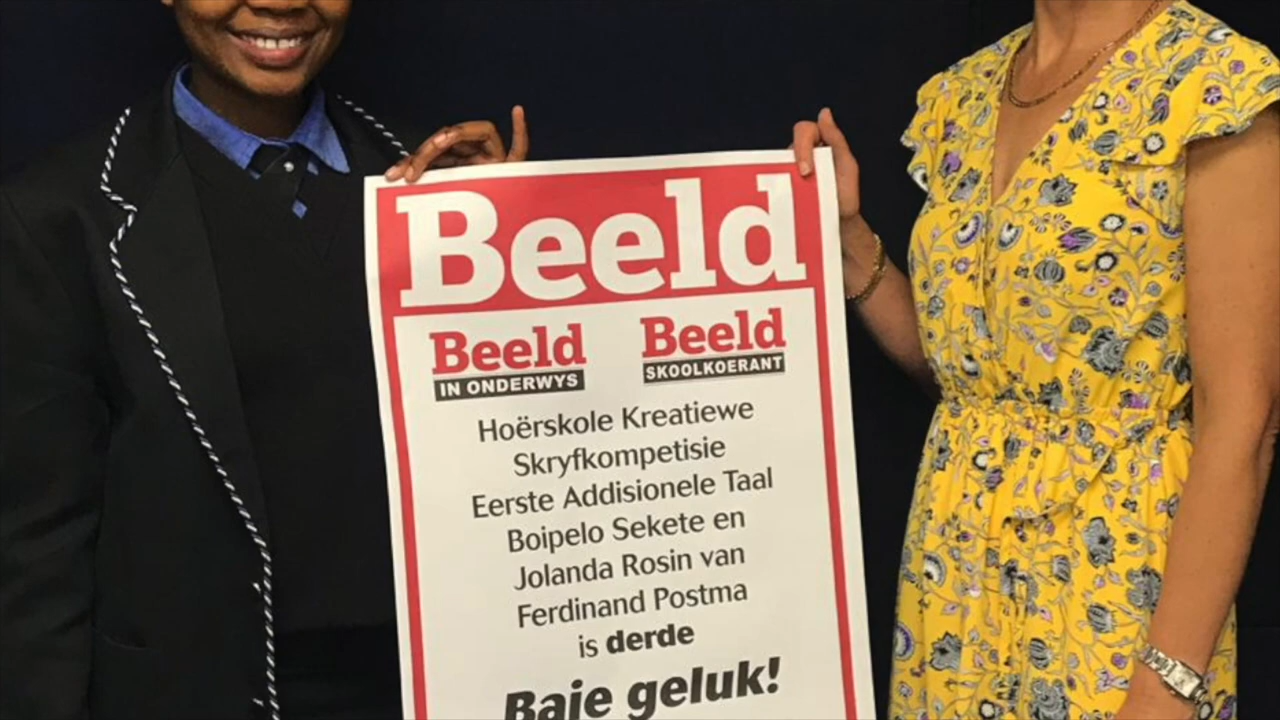 Beeld
Beeld Beeld
IN ONDERWYS SKOOLKOERANT
Hoërskole Kreatiewe
Skryfkompetisie
Eerste Addisionele Taal
Boipelo Sekete en
Jolanda Rosin van
Ferdinand Postma
is derde
Baie geluk!